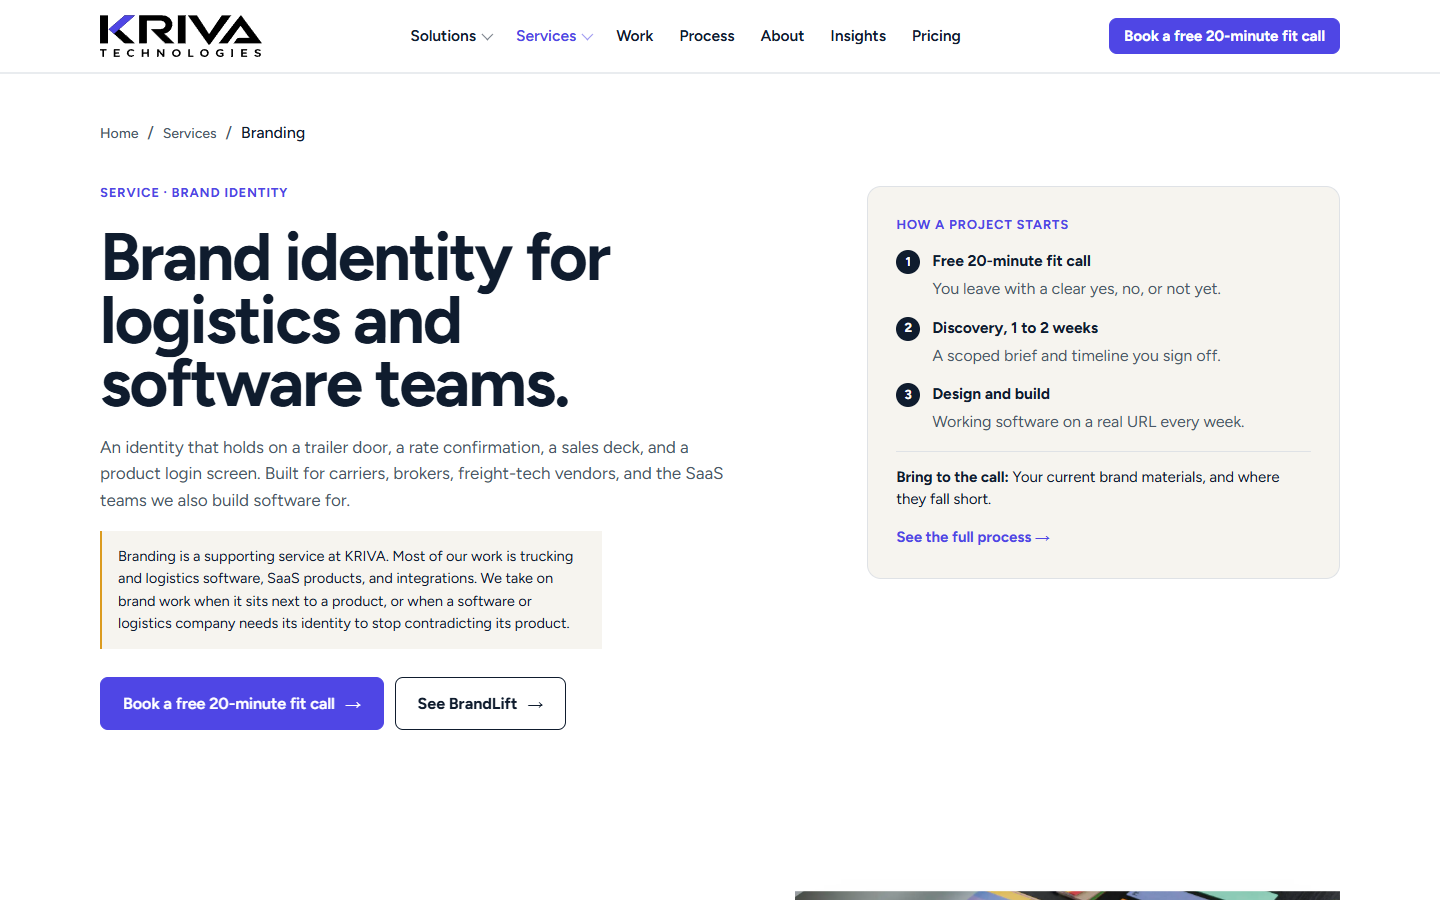 KRIVA
TECHNOLOGIES
Solutions
Services
Work
Process
About
Insights
Pricing
Book a free 20-minute fit call
Home / Services / Branding
SERVICE · BRAND IDENTITY
Brand identity for
logistics and
software teams.
An identity that holds on a trailer door, a rate confirmation, a sales deck, and a
product login screen. Built for carriers, brokers, freight-tech vendors, and the SaaS
teams we also build software for.
Branding is a supporting service at KRIVA. Most of our work is trucking
and logistics software, SaaS products, and integrations. We take on
brand work when it sits next to a product, or when a software or
logistics company needs its identity to stop contradicting its product.
Book a free 20-minute fit call →
See BrandLift →
HOW A PROJECT STARTS
1 Free 20-minute fit call
You leave with a clear yes, no, or not yet.
2 Discovery, 1 to 2 weeks
A scoped brief and timeline you sign off.
3 Design and build
Working software on a real URL every week.
Bring to the call: Your current brand materials, and where
they fall short.
See the full process →